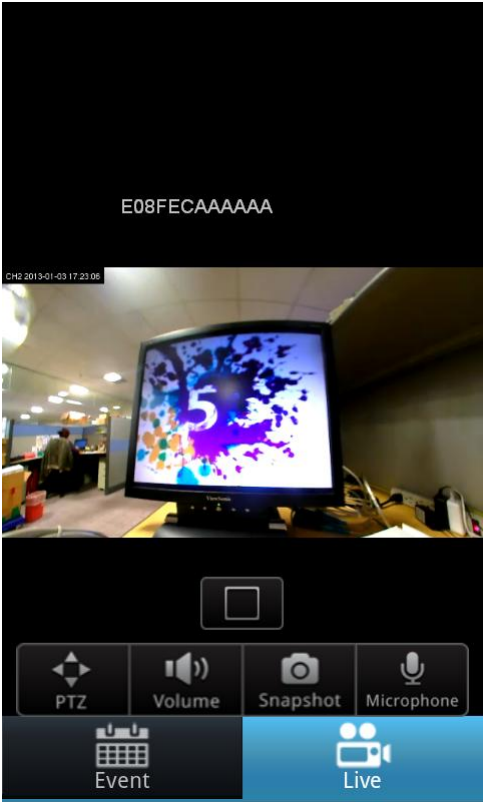 E08FECAAAAAA
CH2 2013-01-03 17:23:06
5
ViewSonic
PTZ
Volume
Snapshot
Microphone
Event
Live